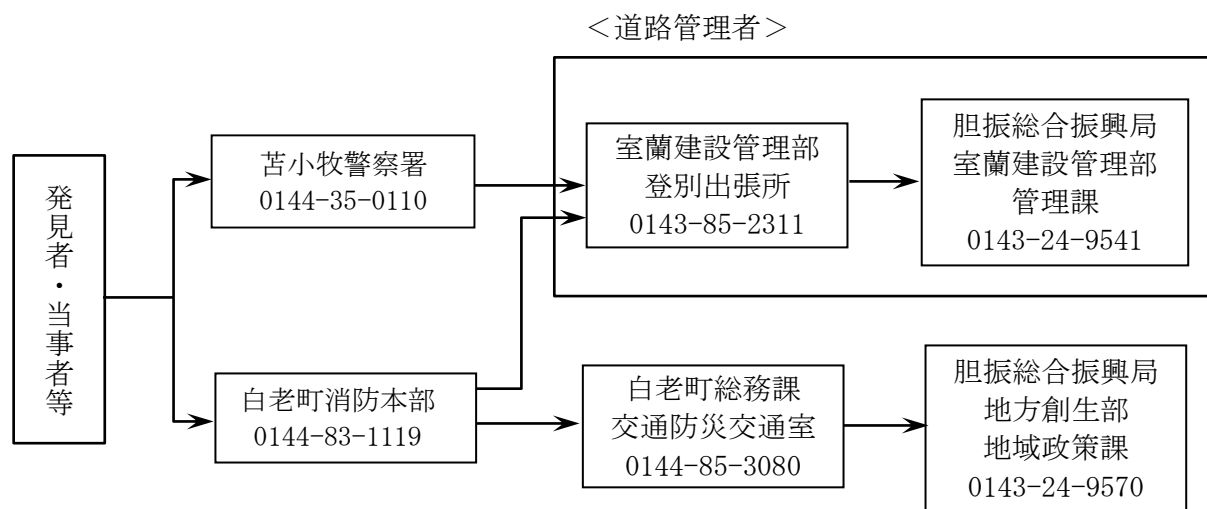 ＜道路管理者＞
発見者・当事者等
苫小牧警察署
0144-35-0110
室蘭建設管理部
登別出張所
0143-85-2311
胆振総合振興局
室蘭建設管理部
管理課
0143-24-9541
白老町消防本部
0144-83-1119
白老町総務課
交通防災交通室
0144-85-3080
胆振総合振興局
地方創生部
地域政策課
0143-24-9570